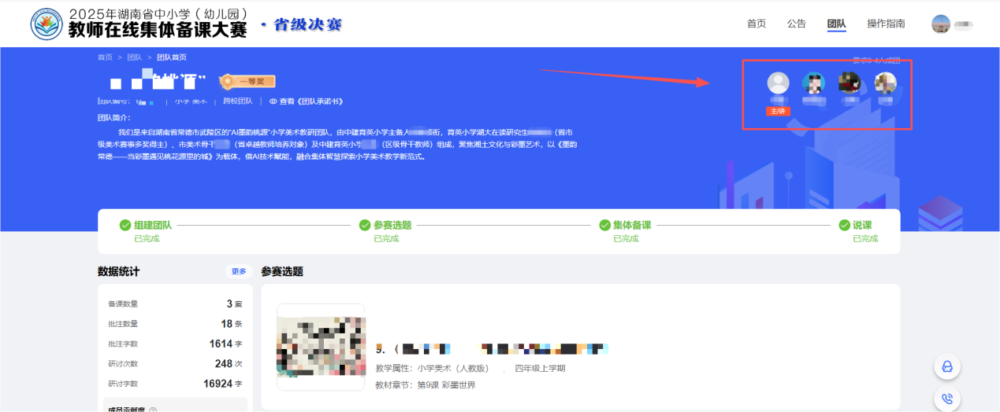 2025年湖南省中小学（幼儿园）
教师在线集体备课大赛
· 省级决赛
首页 公告 团队 操作指南
首页 > 团队 > 团队首页
一等奖
团队编号： | 小学 美术 | 跨校团队 | 查看《团队承诺书》
主讲
团队简介：
我们是来自湖南省常德市武陵区的“AI墨韵桃源”小学美术教研团队，由中建育英小学主备人 领衔，育英小学湖大在读研究生 （省市
级美术赛事多奖得主）、市美术骨干 （省卓越教师培养对象）及中建育英小学 （区级骨干教师）组成，聚焦湘土文化与彩墨艺术，以《墨韵
常德——当彩墨遇见桃花源里的城》为载体，借AI技术赋能，融合集体智慧探索小学美术教学新范式。
组建团队 参赛选题 集体备课 说课
已完成 已完成 已完成 已完成
数据统计 更多
参赛选题
备课数量 3 案
批注数量 18 条
批注字数 1614 字
研讨次数 248 次
研讨字数 16924 字
成员贡献度
9.
教学属性：小学美术（人教版） 四年级上学期
教材章节：第9课 彩墨世界